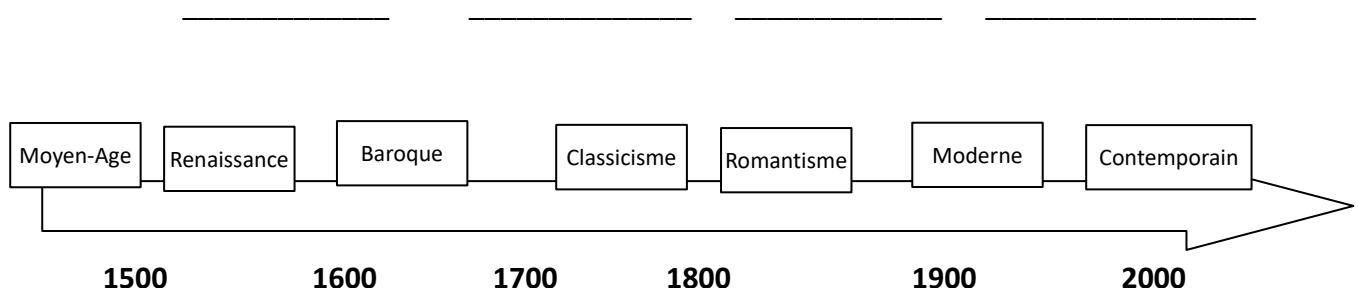 Moyen-Age Renaissance Baroque Classicisme Romantisme Moderne Contemporain
1500 1600 1700 1800 1900 2000